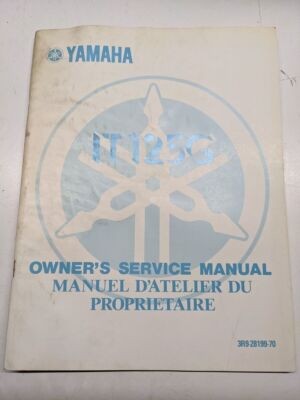 YAMAHA
IT125G
OWNER'S SERVICE MANUAL
MANUEL D'ATELIER DU
PROPRIETAIRE
3R9-28199-70